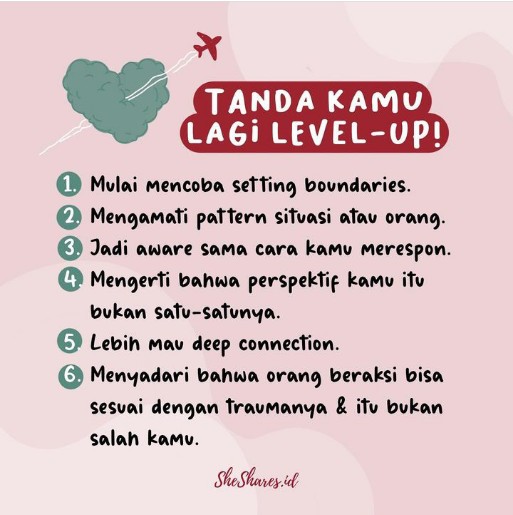 TANDA KAMU
LAGI LEVEL-UP!
1. Mulai mencoba setting boundaries.
2. Mengamati pattern situasi atau orang.
3. Jadi aware sama cara kamu merespon.
4. Mengerti bahwa perspektif kamu itu
bukan satu-satunya.
5. Lebih mau deep connection.
6. Menyadari bahwa orang beraksi bisa
sesuai dengan traumanya & itu bukan
salah kamu.
SheShares.id